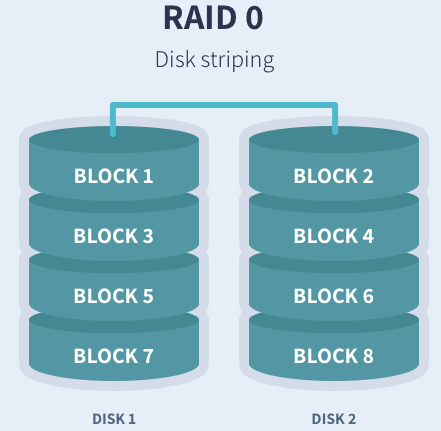 RAID 0
Disk striping
BLOCK 1
BLOCK 2
BLOCK 3
BLOCK 4
BLOCK 5
BLOCK 6
BLOCK 7
BLOCK 8
DISK 1
DISK 2